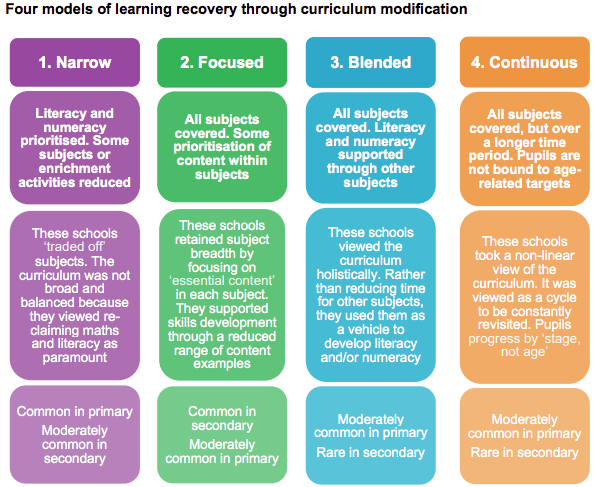 Four models of learning recovery through curriculum modification
1. Narrow
Literacy and
numeracy
prioritised. Some
subjects or
enrichment
activities reduced
These schools
‘traded off’
subjects. The
curriculum was not
broad and
balanced because
they viewed re-
claiming maths
and literacy as
paramount
Common in primary
Moderately
common in
secondary
2. Focused
All subjects
covered. Some
prioritisation of
content within
subjects
These schools
retained subject
breadth by
focusing on
‘essential content’
in each subject.
They supported
skills development
through a reduced
range of content
examples
Common in
secondary
Moderately
common in primary
3. Blended
All subjects
covered. Literacy
and numeracy
supported
through other
subjects
These schools
viewed the
curriculum
holistically. Rather
than reducing time
for other subjects,
they used them as
a vehicle to
develop literacy
and/or numeracy
Moderately
common in primary
Rare in secondary
4. Continuous
All subjects
covered, but over
a longer time
period. Pupils are
not bound to age-
related targets
These schools
took a non-linear
view of the
curriculum. It was
viewed as a cycle
to be constantly
revisited. Pupils
progress by ‘stage,
not age’
Moderately
common in primary
Rare in secondary